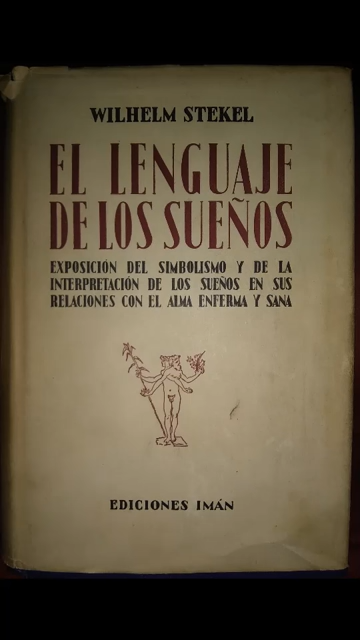 WILHELM STEKEL
EL LENGUAJE
DE LOS SUEÑOS
EXPOSICIÓN DEL SIMBOLISMO Y DE LA
INTERPRETACIÓN DE LOS SUEÑOS EN SUS
RELACIONES CON EL ALMA ENFERMA Y SANA
EDICIONES IMÁN